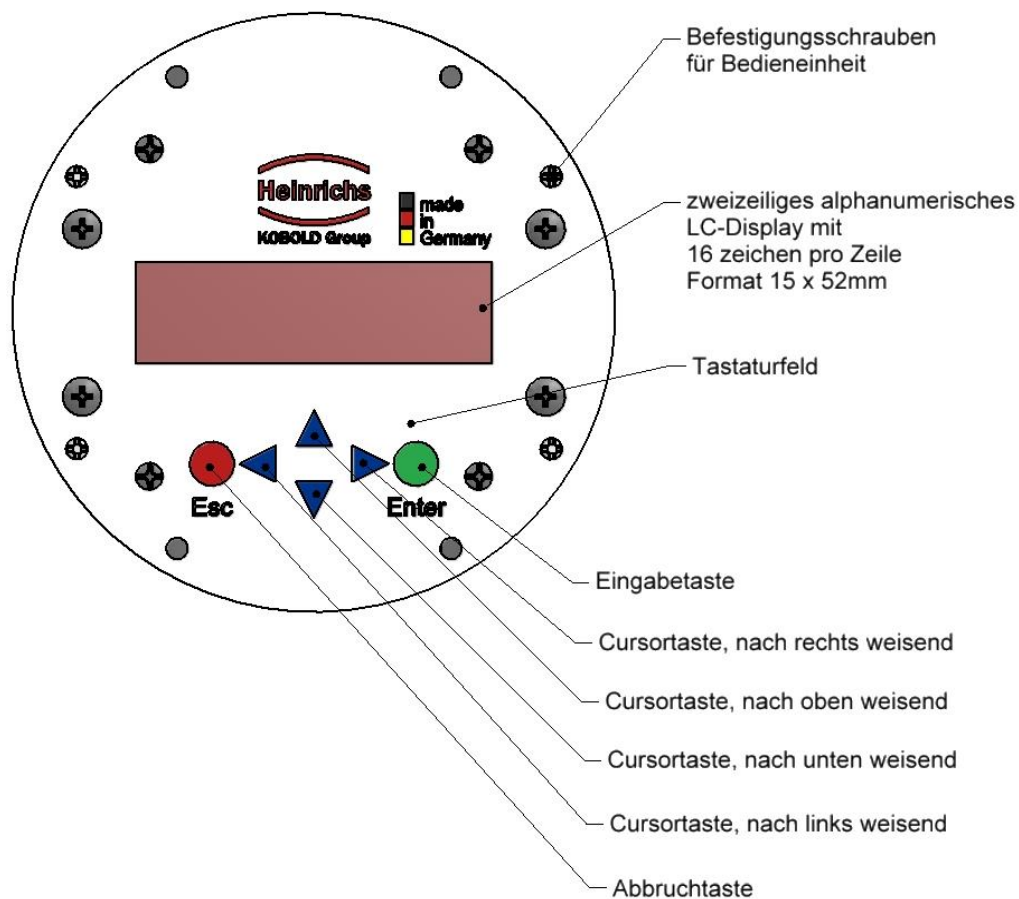 Befestigungsschrauben
für Bedieneinheit
Heinrichs
KOBOLD Group
made
in
Germany
zweizeiliges alphanumerisches
LC-Display mit
16 zeichen pro Zeile
Format 15 x 52mm
Tastaturfeld
Esc
Enter
Eingabetaste
Cursortaste, nach rechts weisend
Cursortaste, nach oben weisend
Cursortaste, nach unten weisend
Cursortaste, nach links weisend
Abbruchtaste